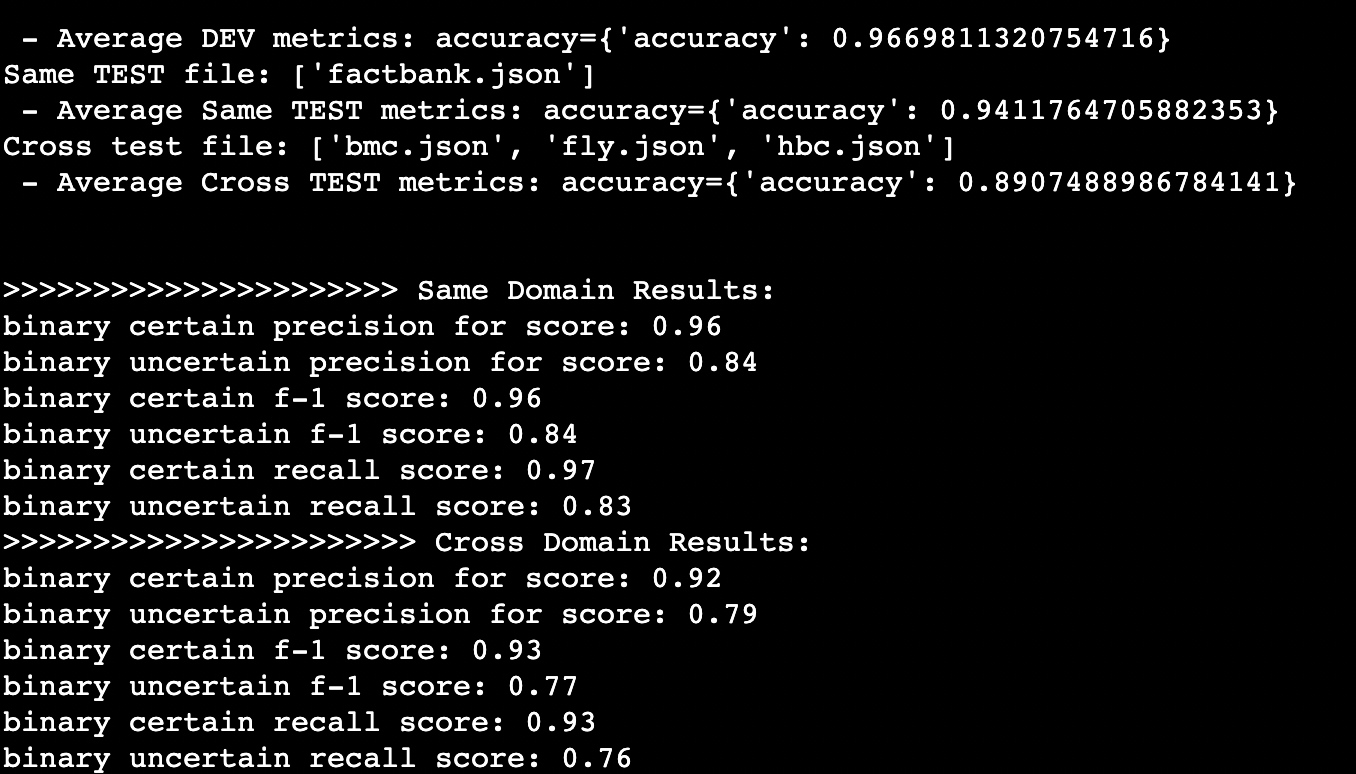 - Average DEV metrics: accuracy={'accuracy': 0.9669811320754716}
Same TEST file: ['factbank.json']
- Average Same TEST metrics: accuracy={'accuracy': 0.9411764705882353}
Cross test file: ['bmc.json', 'fly.json', 'hbc.json']
- Average Cross TEST metrics: accuracy={'accuracy': 0.8907488986784141}
>>>>>>>>>>>>>>>>>>>>>> Same Domain Results:
binary certain precision for score: 0.96
binary uncertain precision for score: 0.84
binary certain f-1 score: 0.96
binary uncertain f-1 score: 0.84
binary certain recall score: 0.97
binary uncertain recall score: 0.83
>>>>>>>>>>>>>>>>>>>>>>> Cross Domain Results:
binary certain precision for score: 0.92
binary uncertain precision for score: 0.79
binary certain f-1 score: 0.93
binary uncertain f-1 score: 0.77
binary certain recall score: 0.93
binary uncertain recall score: 0.76